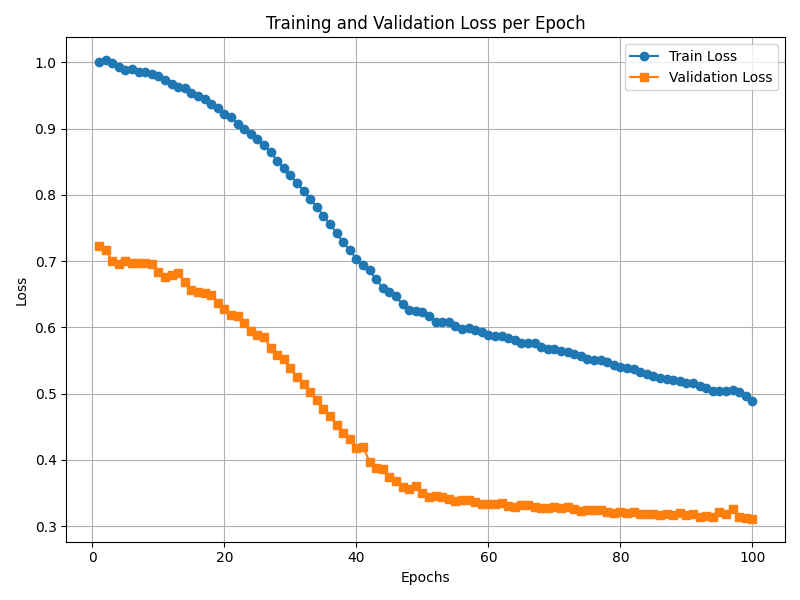 Training and Validation Loss per Epoch
Train Loss
Validation Loss
1.0
0.9
0.8
0.7
0.6
0.5
0.4
0.3
Loss
0 20 40 60 80 100
Epochs